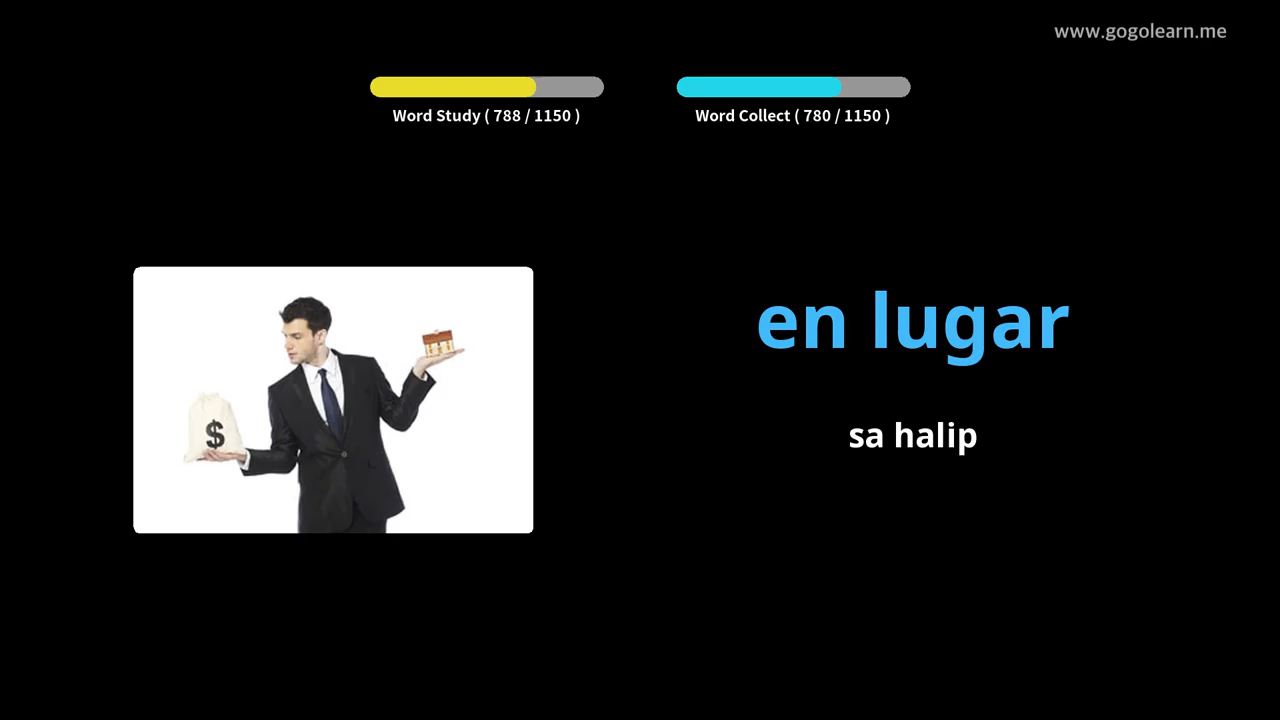 www.gogolearn.me
Word Study ( 788 / 1150 )
Word Collect ( 780 / 1150 )
en lugar
sa halip
$